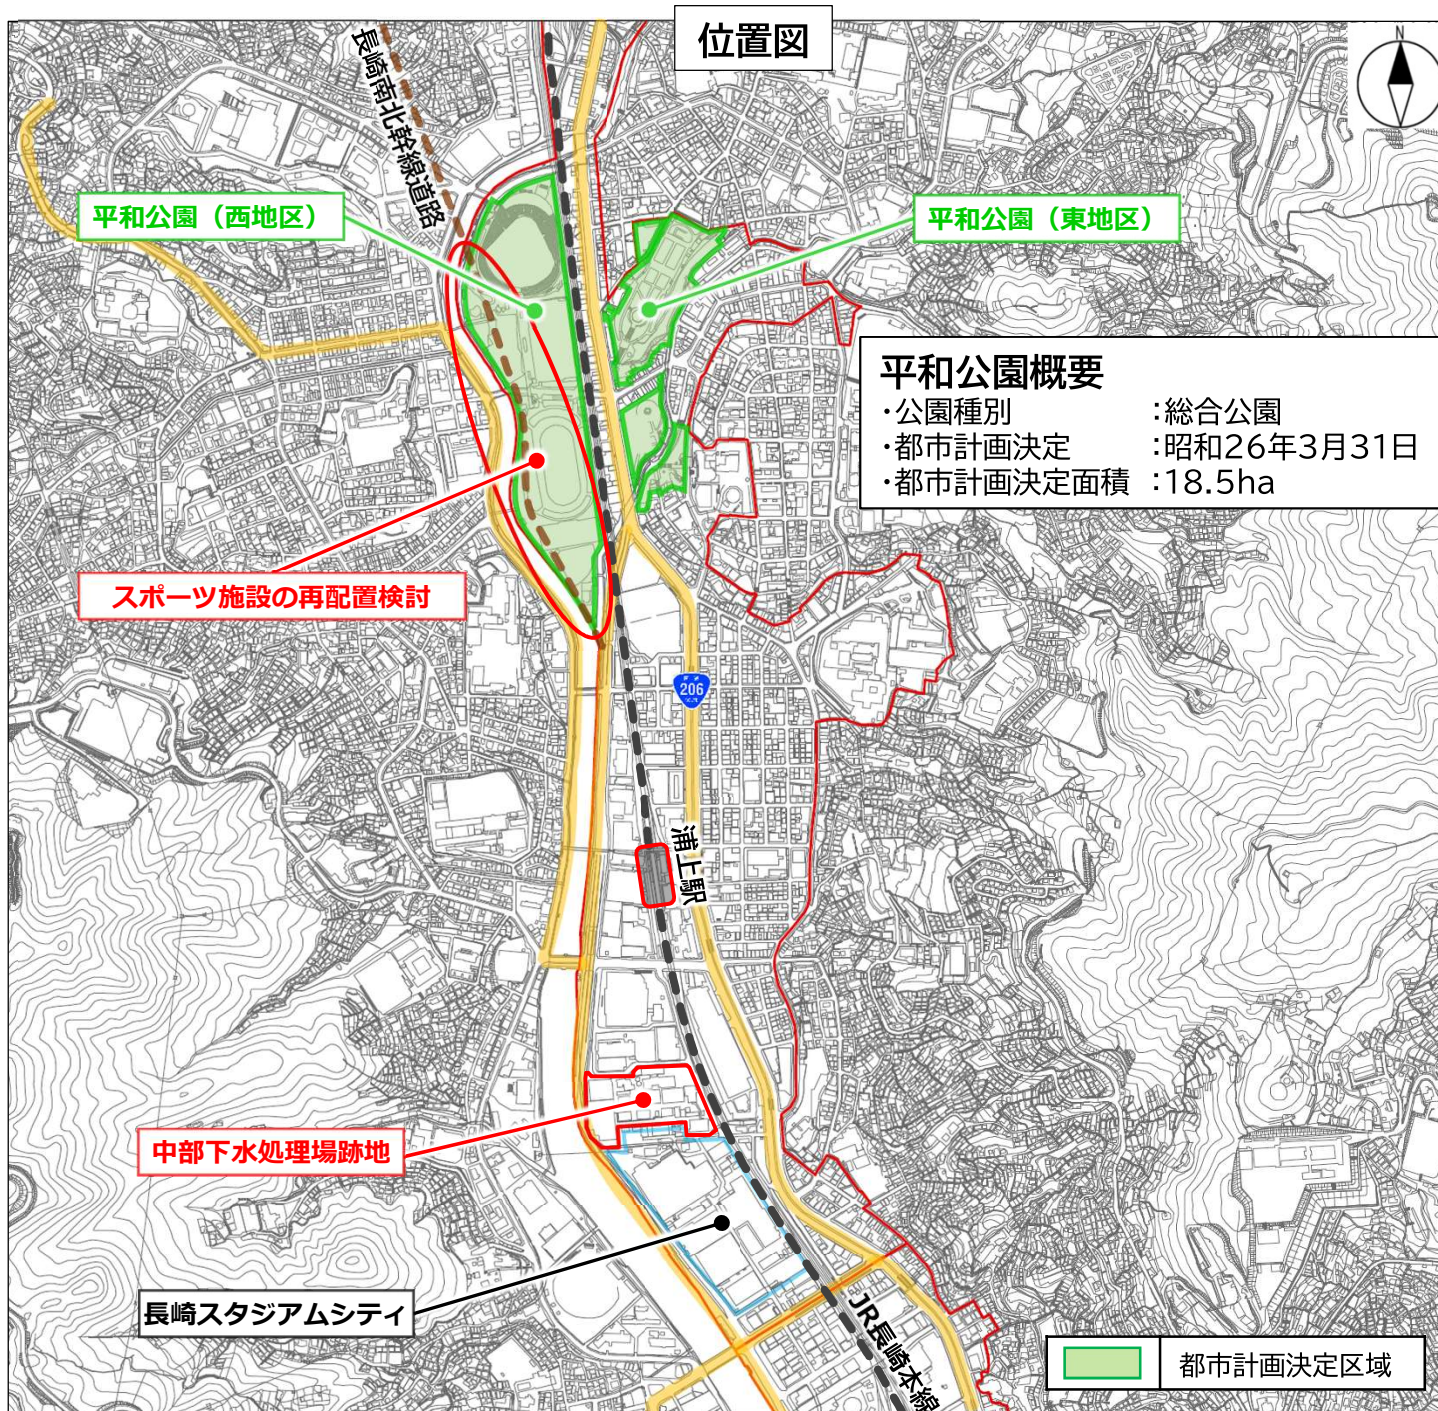 位置図
N
長崎南北幹線道路
平和公園（西地区）
平和公園（東地区）
平和公園概要
・公園種別　　　　：総合公園
・都市計画決定　　：昭和26年3月31日
・都市計画決定面積：18.5ha
スポーツ施設の再配置検討
206
浦上駅
中部下水処理場跡地
長崎スタジアムシティ
JR長崎本線
都市計画決定区域